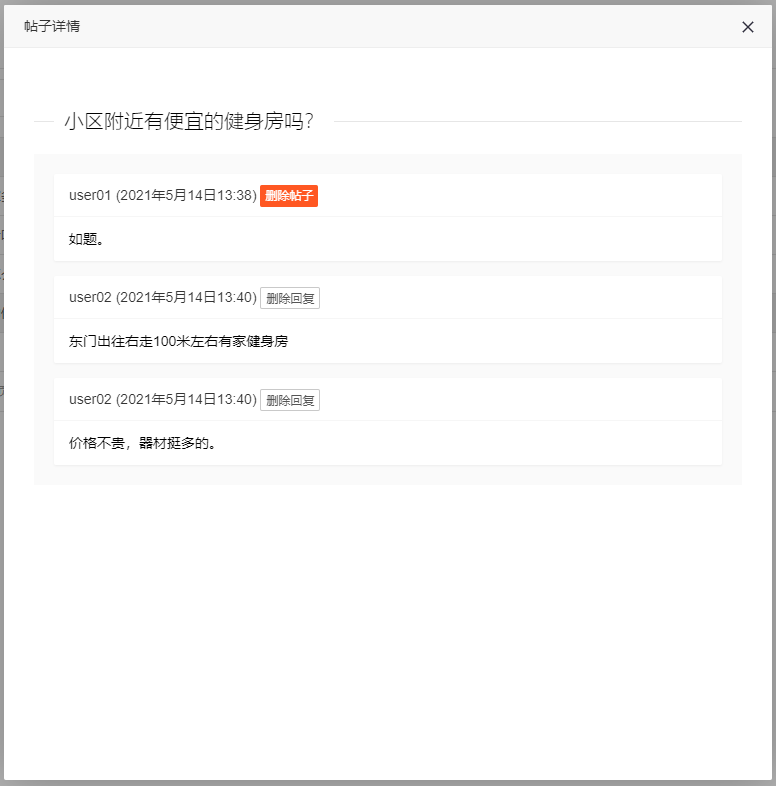 帖子详情
小区附近有便宜的健身房吗？
user01 (2021年5月14日13:38) 删除帖子
如题。
user02 (2021年5月14日13:40) 删除回复
东门出往右走100米左右有家健身房
user02 (2021年5月14日13:40) 删除回复
价格不贵，器材挺多的。